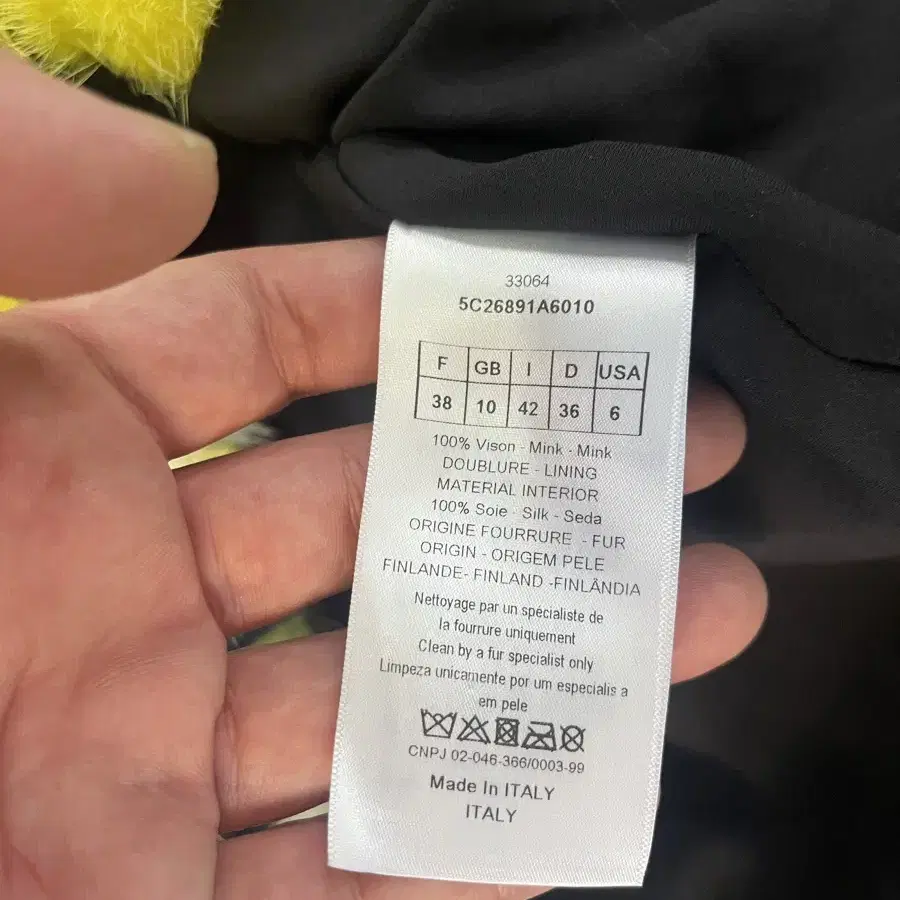 33064
5C26891A6010
F GB I D USA
38 10 42 36 6
100% Vison - Mink - Mink
DOUBLURE - LINING
MATERIAL INTERIOR
100% Soie - Silk - Seda
ORIGINE FOURRURE - FUR
ORIGIN - ORIGEM PELE
FINLANDE- FINLAND -FINLÂNDIA
Nettoyage par un spécialiste de
la fourrure uniquement
Clean by a fur specialist only
Limpeza unicamente por um especialis a
em pele
CNPJ 02-046-366/0003-99
Made In ITALY
ITALY